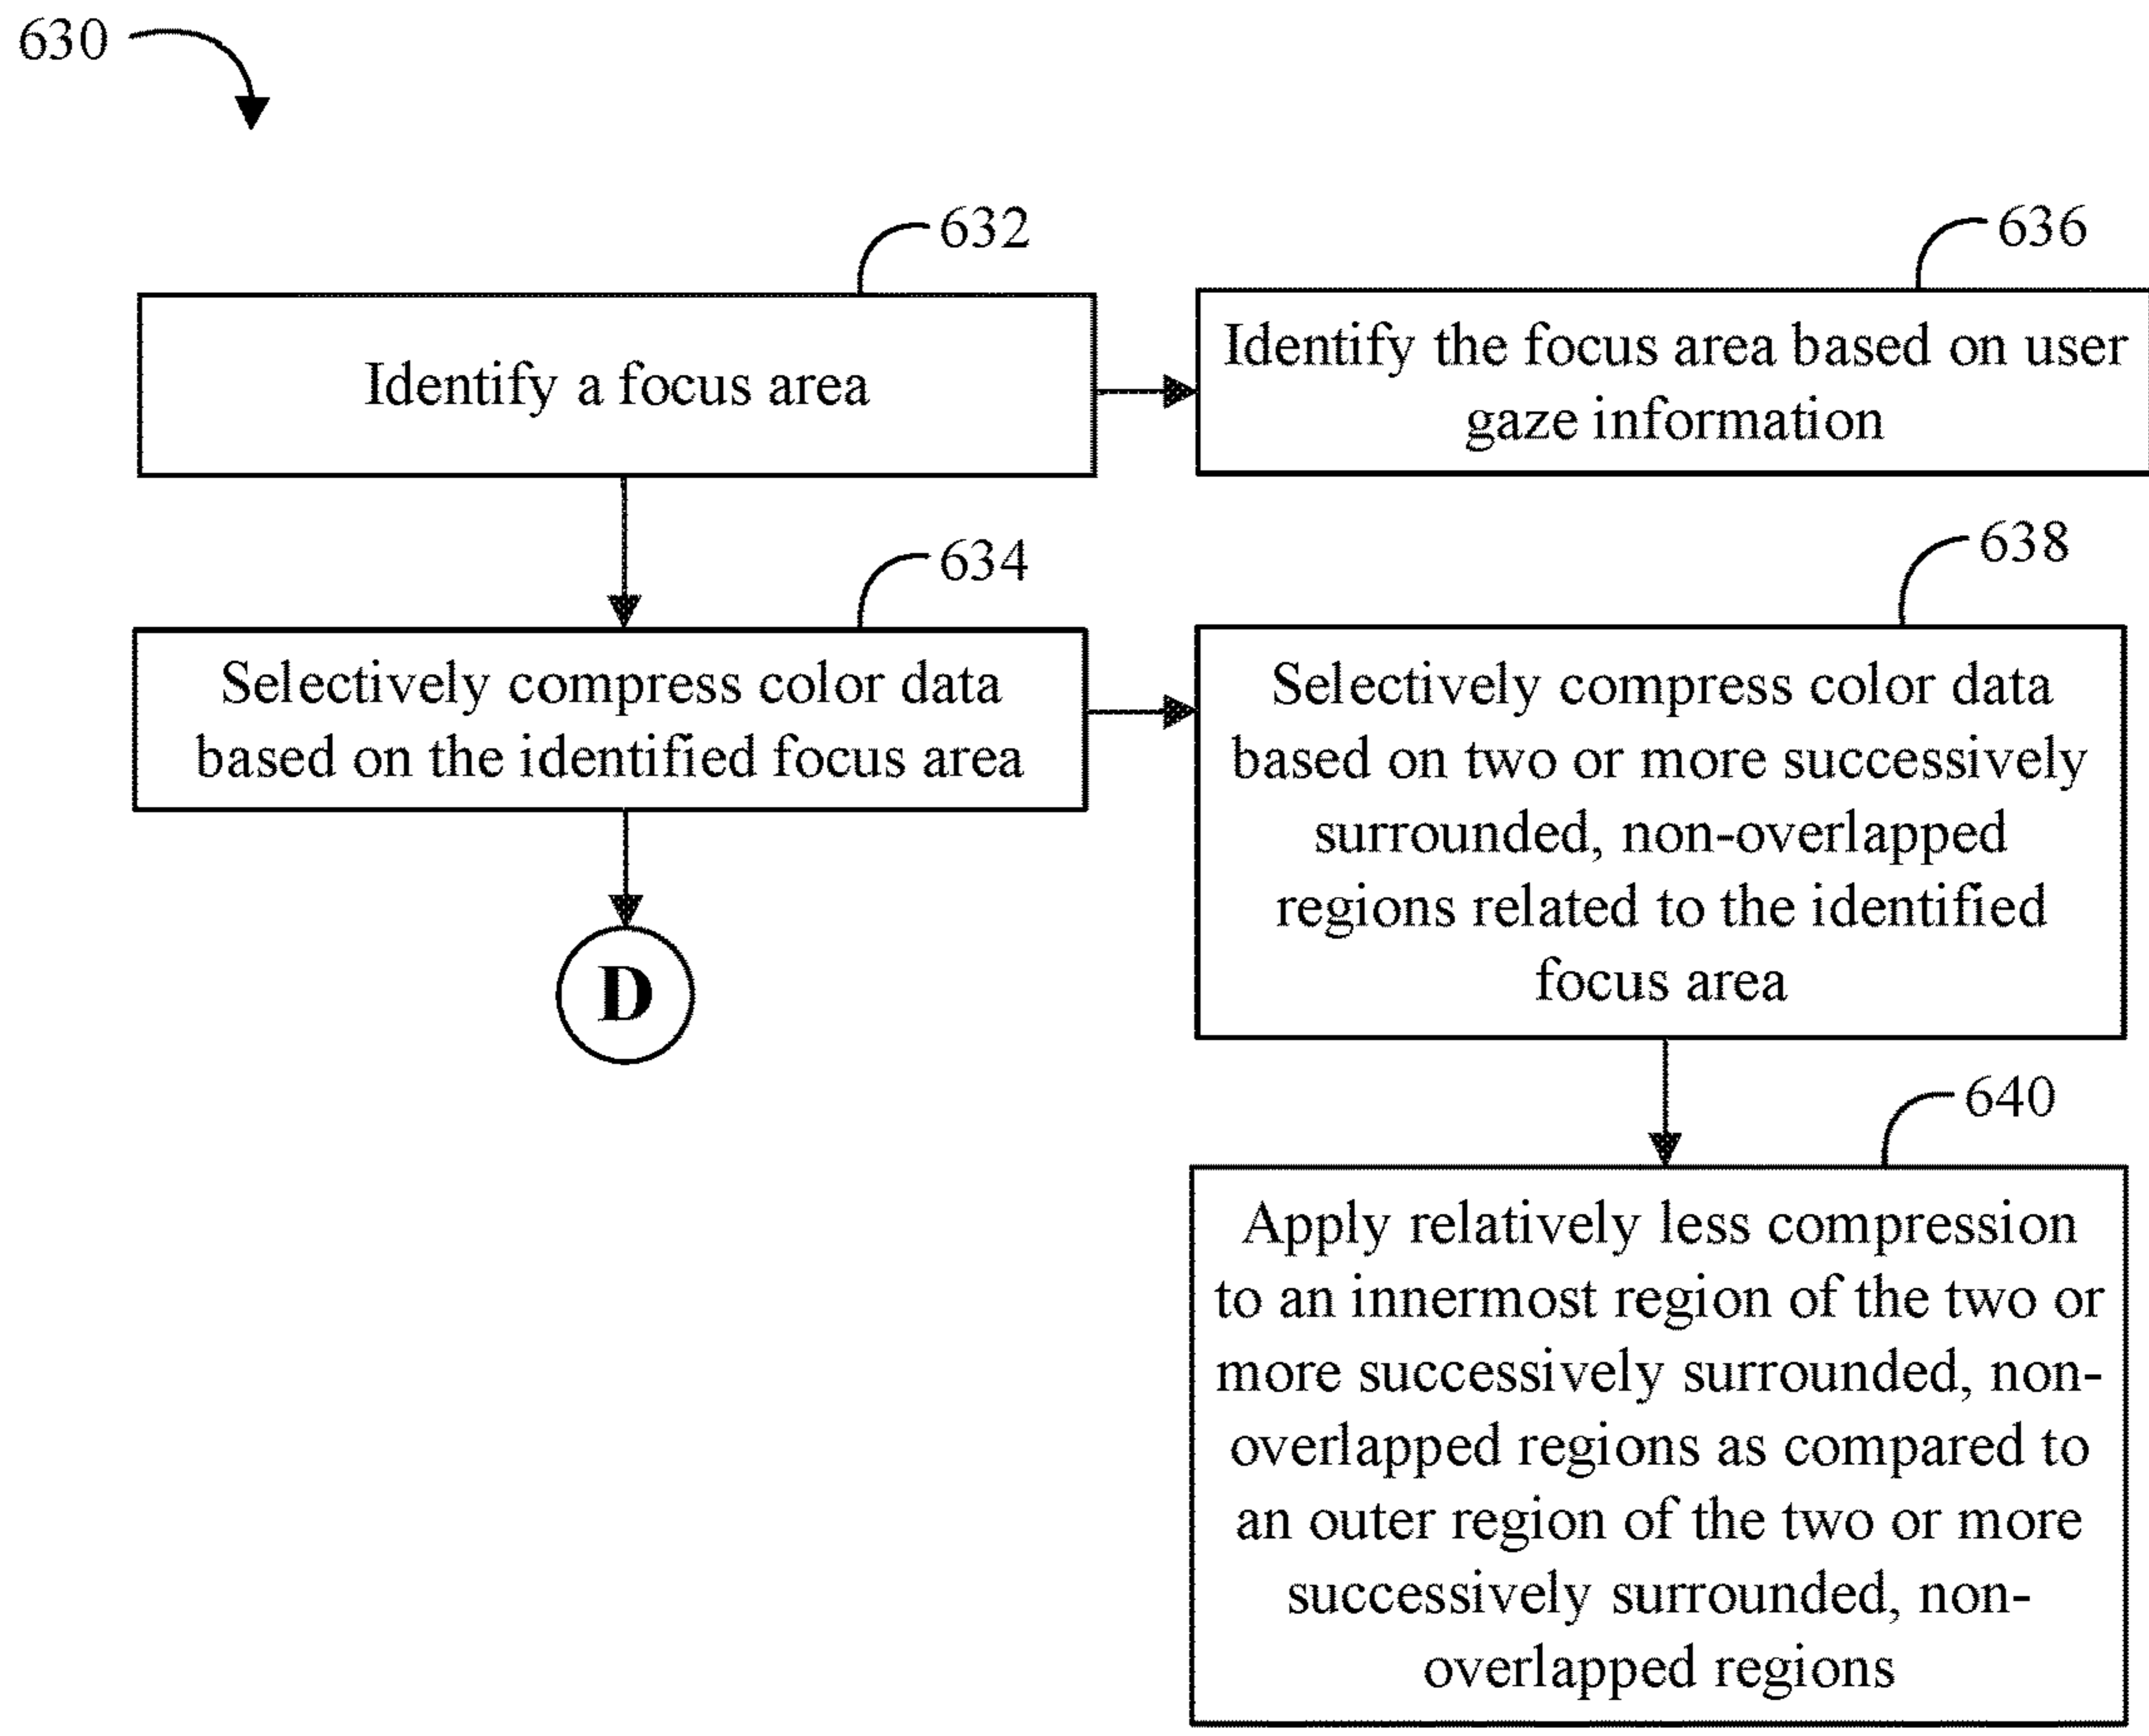 630
632
Identify a focus area
636
Identify the focus area based on user
gaze information
634
Selectively compress color data
based on the identified focus area
638
Selectively compress color data
based on two or more successively
surrounded, non-overlapped
regions related to the identified
focus area
D
640
Apply relatively less compression
to an innermost region of the two or
more successively surrounded, non-
overlapped regions as compared to
an outer region of the two or more
successively surrounded, non-
overlapped regions